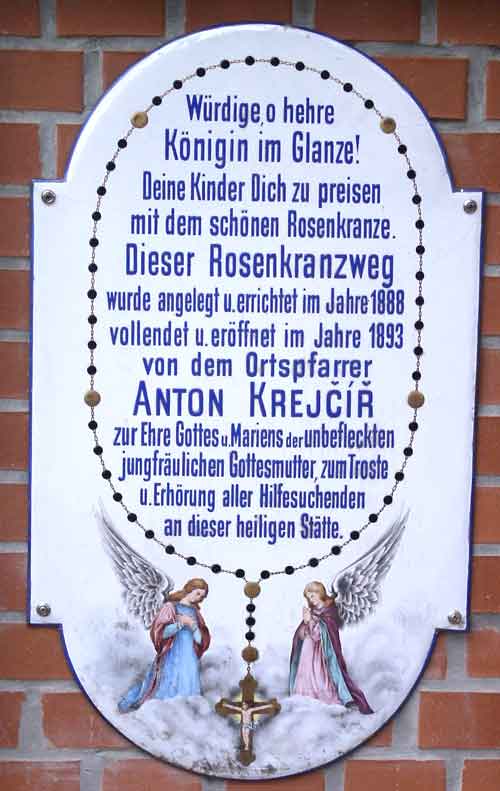 Würdige, o hehre
Königin im Glanze!
Deine Kinder Dich zu preisen
mit dem schönen Rosenkranze.
Dieser Rosenkranzweg
wurde angelegt u. errichtet im Jahre 1888
vollendet u. eröffnet im Jahre 1893
von dem Ortspfarrer
ANTON KREJČÍŘ
zur Ehre Gottes u. Mariens der unbefleckten
jungfräulichen Gottesmutter, zum Troste
u. Erhörung aller Hilfesuchenden
an dieser heiligen Stätte.